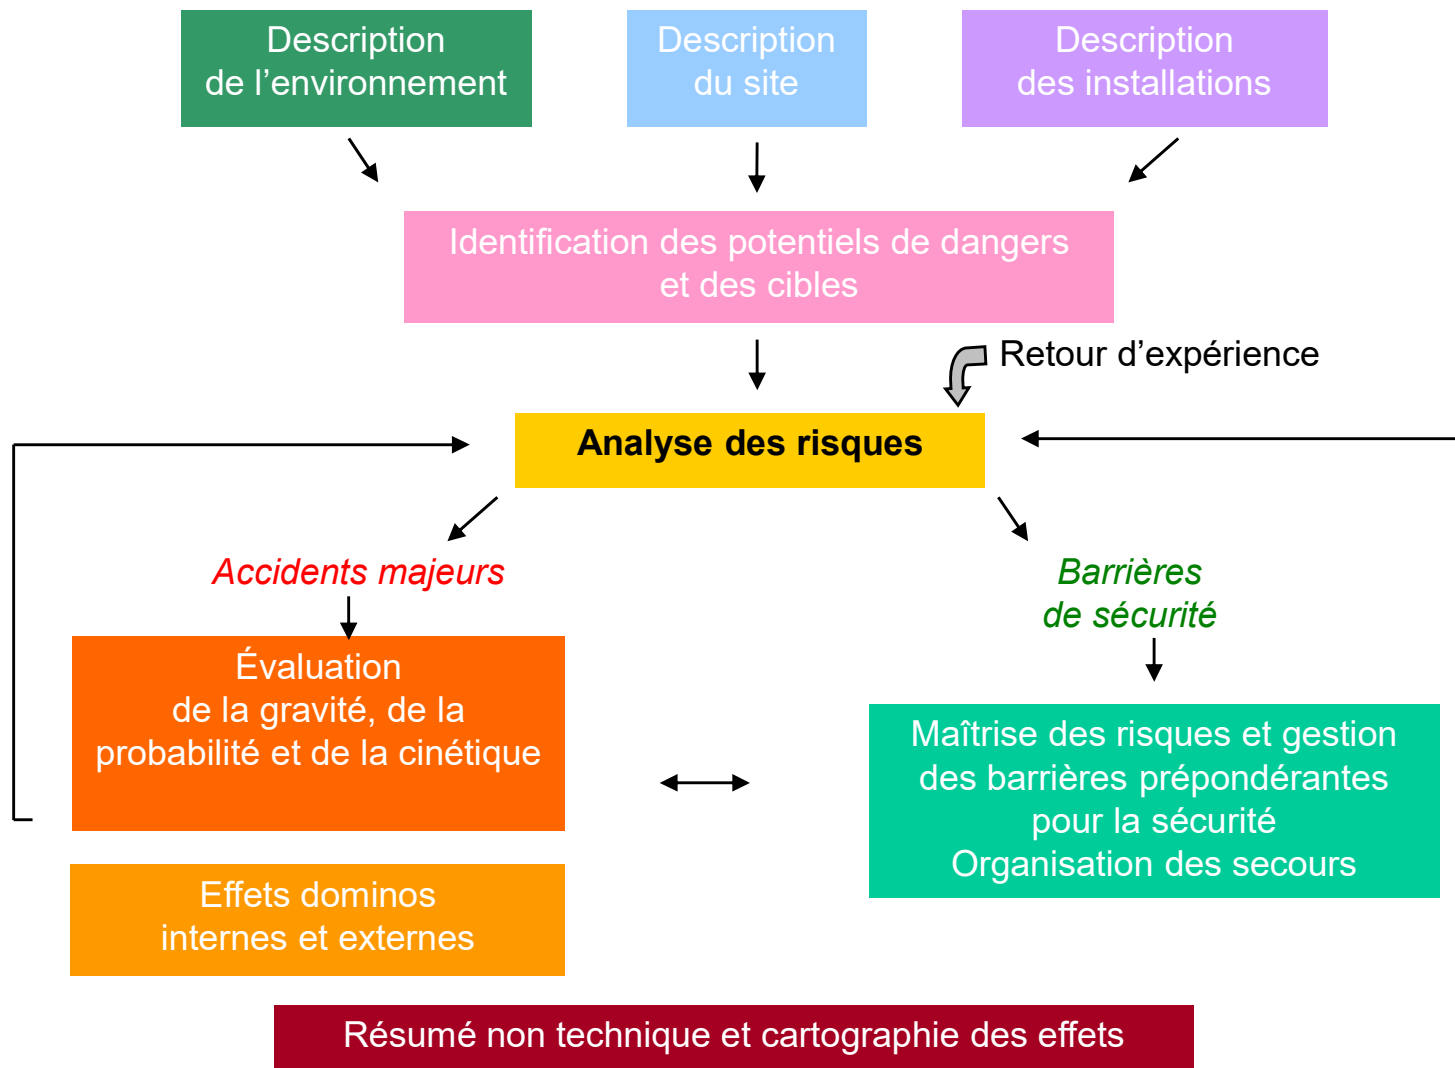 Description
de l’environnement
Description
du site
Description
des installations
Identification des potentiels de dangers
et des cibles
Retour d’expérience
Analyse des risques
Accidents majeurs
Barrières
de sécurité
Évaluation
de la gravité, de la
probabilité et de la cinétique
Maîtrise des risques et gestion
des barrières prépondérantes
pour la sécurité
Organisation des secours
Effets dominos
internes et externes
Résumé non technique et cartographie des effets